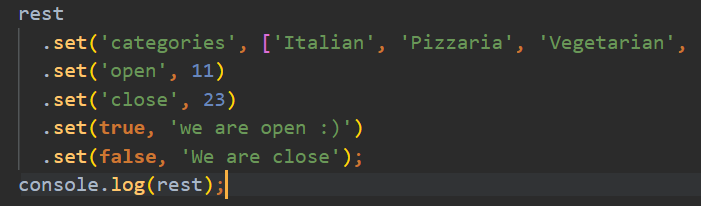 rest
.set('categories', ['Italian', 'Pizzaria', 'Vegetarian',
.set('open', 11)
.set('close', 23)
.set(true, 'we are open :)')
.set(false, 'We are close');
console.log(rest);